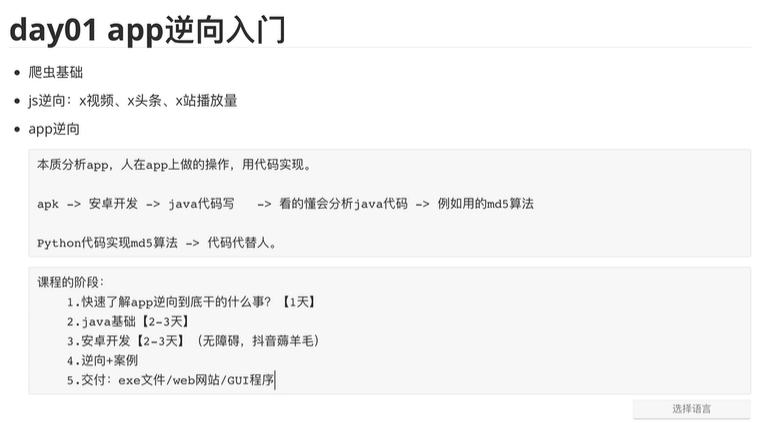 day01 app逆向入门
爬虫基础
js逆向：x视频、x头条、x站播放量
app逆向
本质分析app，人在app上做的操作，用代码实现。
apk -> 安卓开发 -> java代码写 -> 看的懂会分析java代码 -> 例如用的md5算法
Python代码实现md5算法 -> 代码代替人。
课程的阶段：
1.快速了解app逆向到底干的什么事？【1天】
2.java基础【2-3天】
3.安卓开发【2-3天】（无障碍，抖音薅羊毛）
4.逆向+案例
5.交付：exe文件/web网站/GUI程序
选择语言